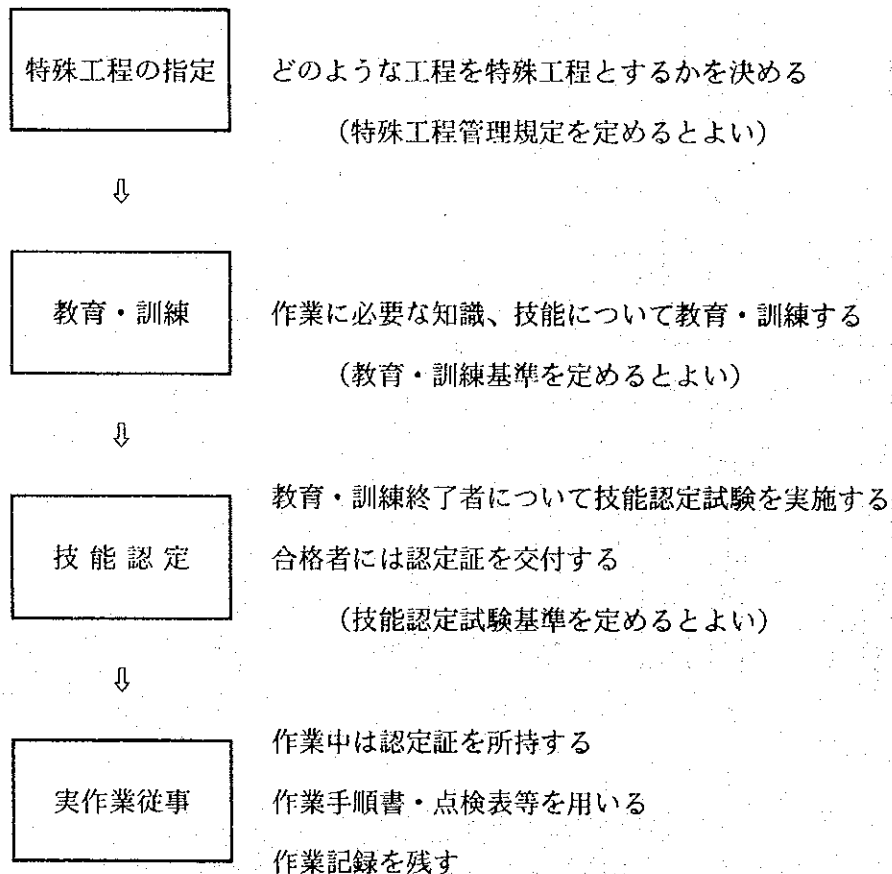 特殊工程の指定
どのような工程を特殊工程とするかを決める
（特殊工程管理規定を定めるとよい）
⇩
教育・訓練
作業に必要な知識、技能について教育・訓練する
（教育・訓練基準を定めるとよい）
⇩
教育・訓練終了者について技能認定試験を実施する
技能認定
合格者には認定証を交付する
（技能認定試験基準を定めるとよい）
⇩
作業中は認定証を所持する
実作業従事
作業手順書・点検表等を用いる
作業記録を残す